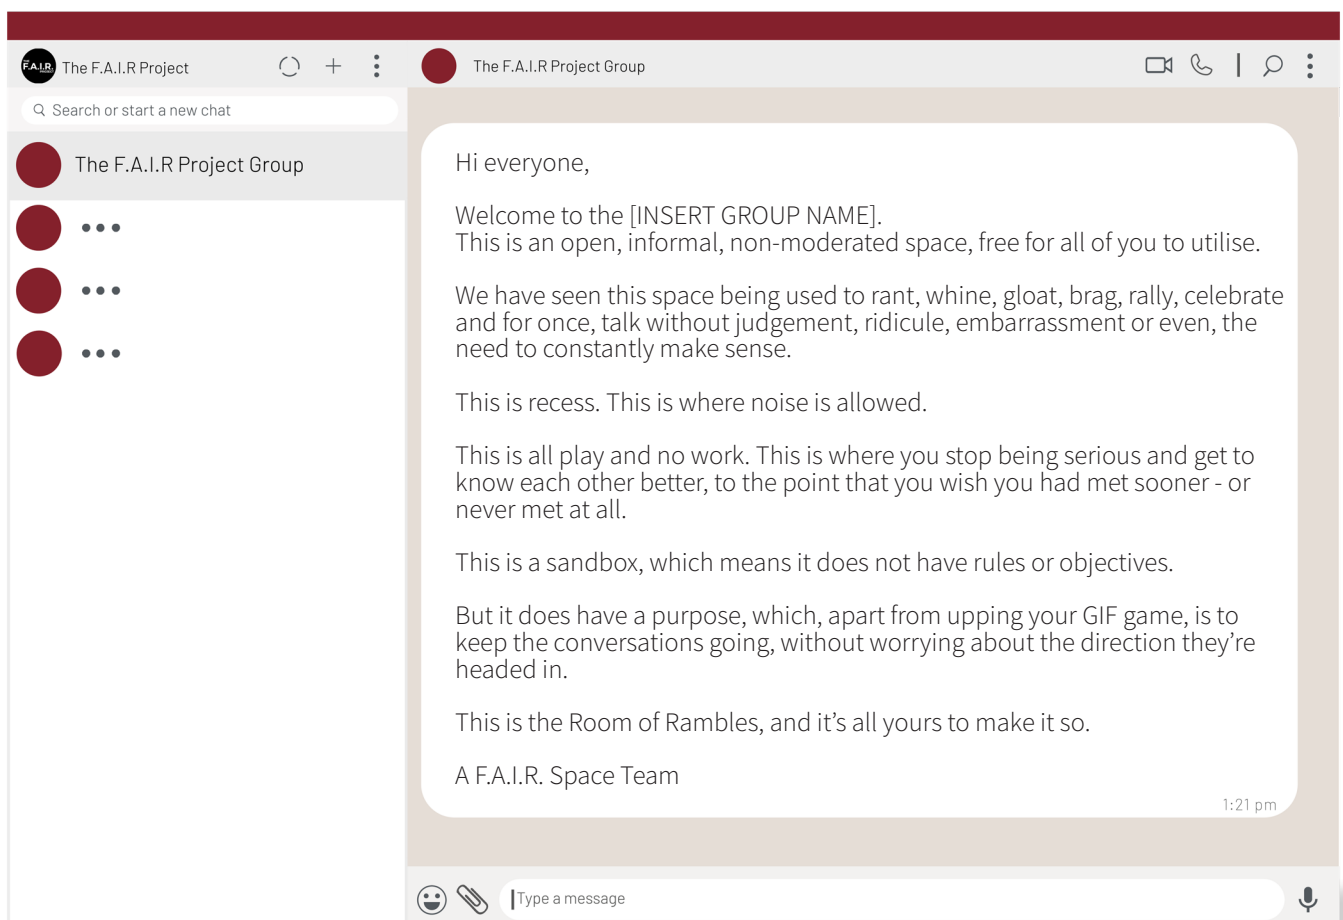 F.A.I.R.
The F.A.I.R Project
Search or start a new chat
The F.A.I.R Project Group
The F.A.I.R Project Group
Hi everyone,
Welcome to the [INSERT GROUP NAME].
This is an open, informal, non-moderated space, free for all of you to utilise.
We have seen this space being used to rant, whine, gloat, brag, rally, celebrate
and for once, talk without judgement, ridicule, embarrassment or even, the
need to constantly make sense.
This is recess. This is where noise is allowed.
This is all play and no work. This is where you stop being serious and get to
know each other better, to the point that you wish you had met sooner - or
never met at all.
This is a sandbox, which means it does not have rules or objectives.
But it does have a purpose, which, apart from upping your GIF game, is to
keep the conversations going, without worrying about the direction they’re
headed in.
This is the Room of Rambles, and it’s all yours to make it so.
A F.A.I.R. Space Team
1:21 pm
Type a message